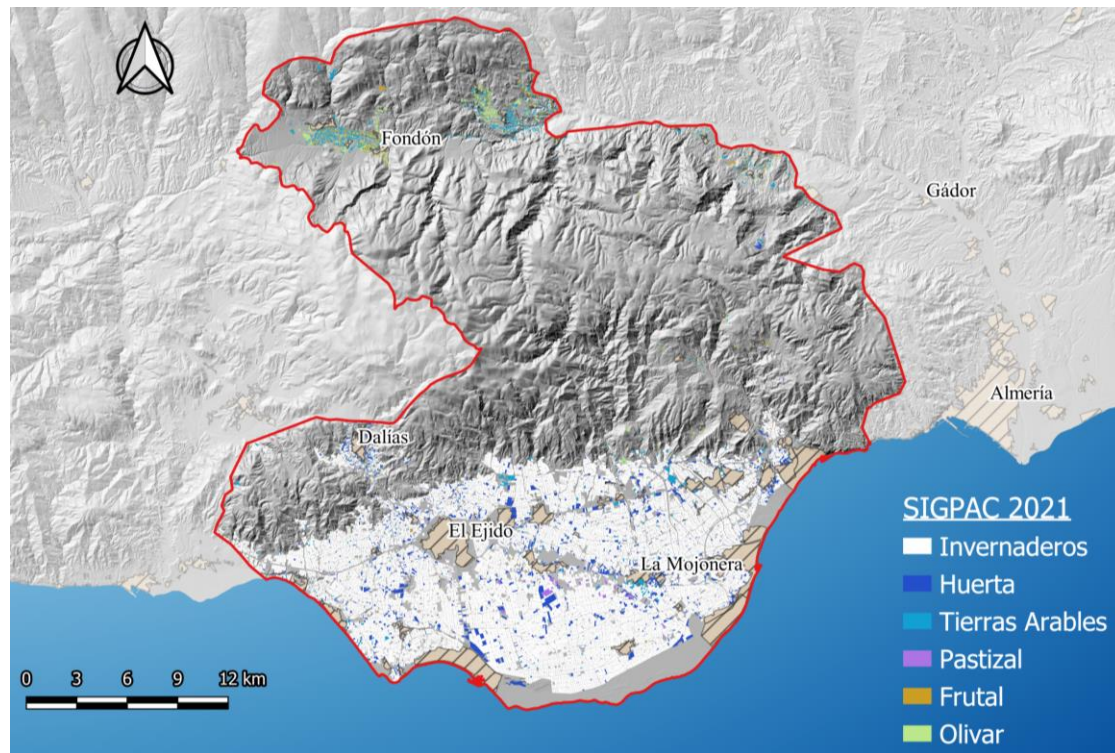 Fondón
Gádor
Almería
Dalías
El Ejido
La Mojonera
SIGPAC 2021
Invernaderos
Huerta
Tierras Arables
Pastizal
Frutal
Olivar
0 3 6 9 12 km